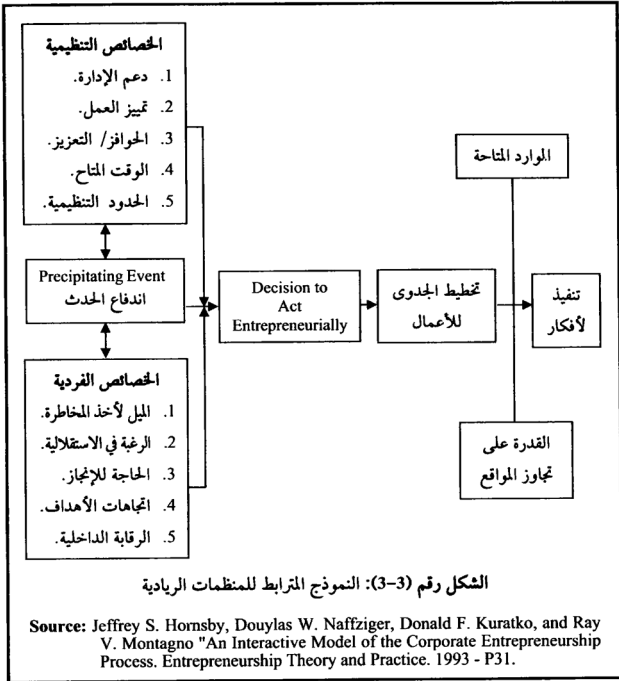 الخصائص التنظيمية
1. دعم الإدارة.
2. تمييز العمل.
3. الحوافز/ التعزيز.
4. الوقت المتاح.
5. الحدود التنظيمية.
Precipitating Event
اندفاع الحدث
الخصائص الفردية
1. الميل لأخذ المخاطرة.
2. الرغبة في الاستقلالية.
3. الحاجة للإنجاز.
4. اتجاهات الأهداف.
5. الرقابة الداخلية.
Decision to
Act
Entrepreneurially
تخطيط الجدوى
للأعمال
الموارد المتاحة
تنفيذ
لأفكار
القدرة على
تجاوز المواقع
الشكل رقم (3-3): النموذج المترابط للمنظمات الريادية
Source: Jeffrey S. Hornsby, Douylas W. Naffziger, Donald F. Kuratko, and Ray
V. Montagno "An Interactive Model of the Corporate Entrepreneurship
Process. Entrepreneurship Theory and Practice. 1993 - P31.